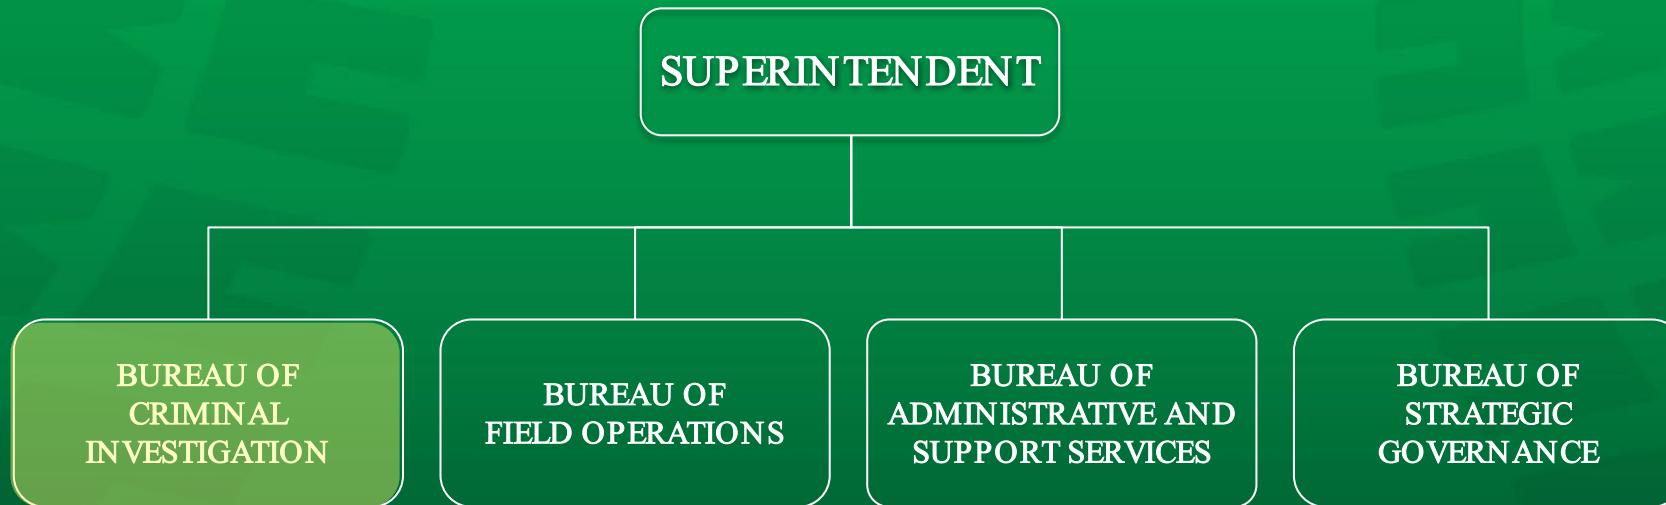 SUPERINTENDENT
BUREAU OF
CRIMINAL
INVESTIGATION
BUREAU OF
FIELD OPERATIONS
BUREAU OF
ADMINISTRATIVE AND
SUPPORT SERVICES
BUREAU OF
STRATEGIC
GOVERNANCE